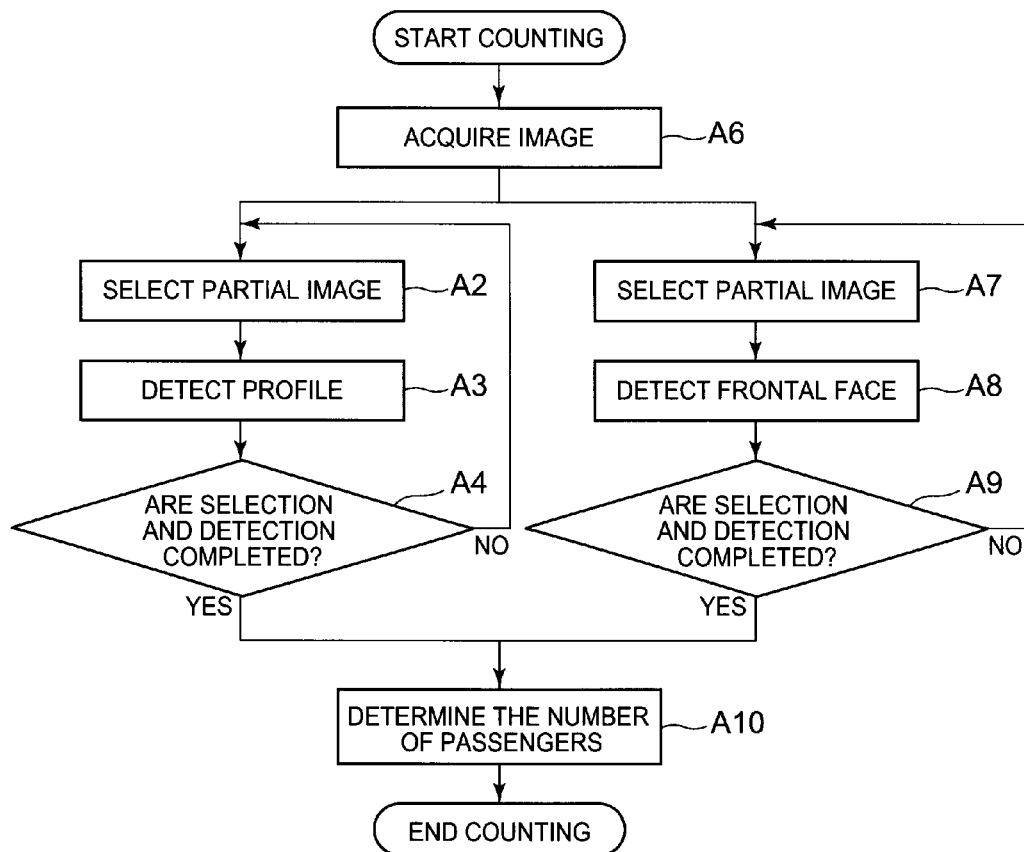 START COUNTING
ACQUIRE IMAGE
A6
SELECT PARTIAL IMAGE
A2
DETECT PROFILE
A3
ARE SELECTION
AND DETECTION
COMPLETED?
A4
NO
YES
SELECT PARTIAL IMAGE
A7
DETECT FRONTAL FACE
A8
ARE SELECTION
AND DETECTION
COMPLETED?
A9
NO
YES
DETERMINE THE NUMBER
OF PASSENGERS
A10
END COUNTING